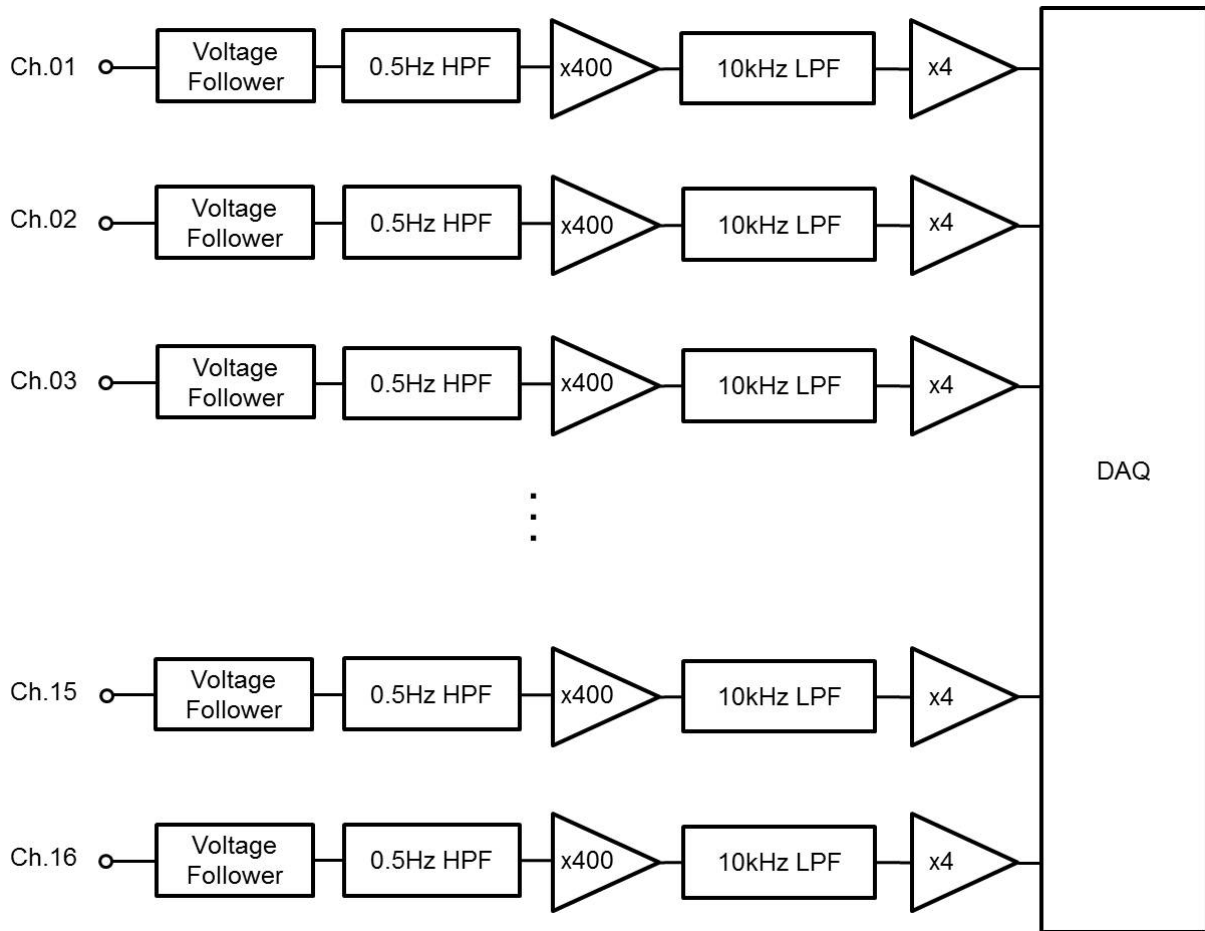 Ch.01
Voltage
Follower
0.5Hz HPF
x400
10kHz LPF
x4
Ch.02
Voltage
Follower
0.5Hz HPF
x400
10kHz LPF
x4
Ch.03
Voltage
Follower
0.5Hz HPF
x400
10kHz LPF
x4
DAQ
Ch.15
Voltage
Follower
0.5Hz HPF
x400
10kHz LPF
x4
Ch.16
Voltage
Follower
0.5Hz HPF
x400
10kHz LPF
x4